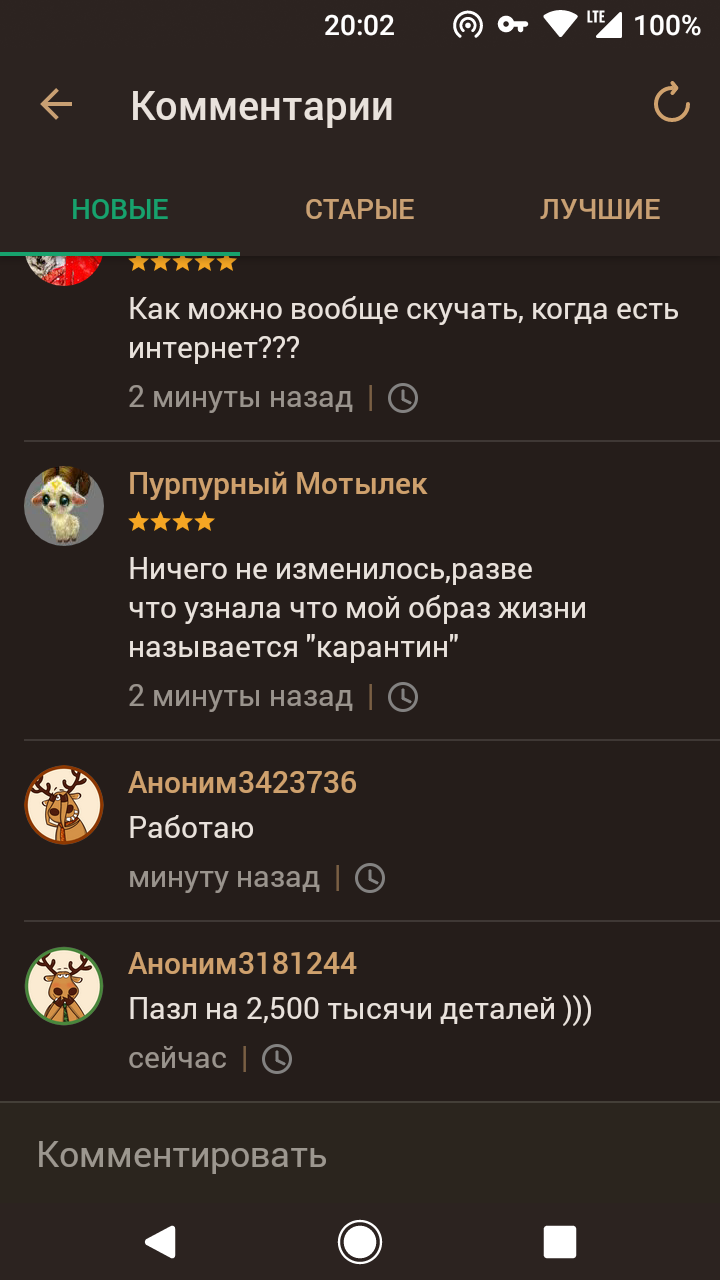 20:02 LTE 100%
Комментарии
НОВЫЕ СТАРЫЕ ЛУЧШИЕ
Как можно вообще скучать, когда есть
интернет???
2 минуты назад |
Пурпурный Мотылек
Ничего не изменилось,разве
что узнала что мой образ жизни
называется "карантин"
2 минуты назад |
Аноним3423736
Работаю
минуту назад |
Аноним3181244
Пазл на 2,500 тысячи деталей )))
сейчас |
Комментировать